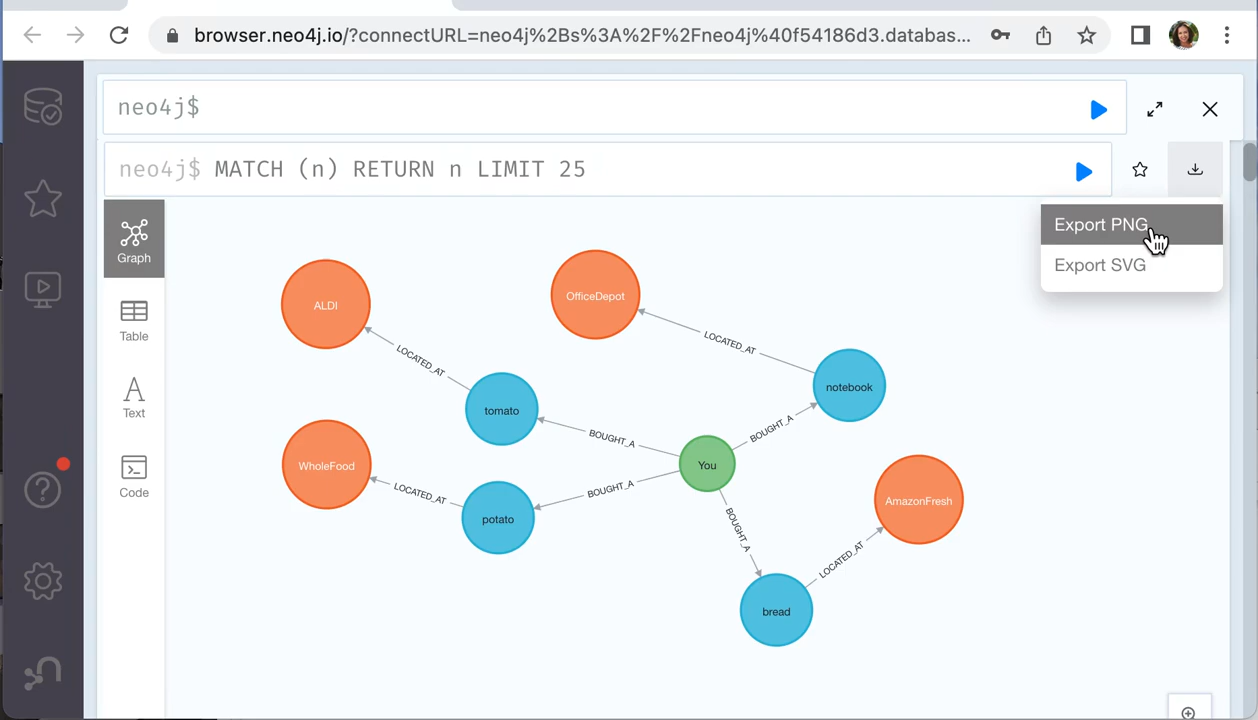 browser.neo4j.io/?connectURL=neo4j%2Bs%3A%2F%2Fneo4j%40f54186d3.databas...
neo4j$
neo4j$ MATCH (n) RETURN n LIMIT 25
Export PNG
Export SVG
Graph
Table
Text
Code
ALDI
OfficeDepot
LOCATED_AT
LOCATED_AT
notebook
tomato
BOUGHT_A
BOUGHT_A
WholeFood
You
LOCATED_AT
BOUGHT_A
potato
AmazonFresh
BOUGHT_A
LOCATED_AT
bread